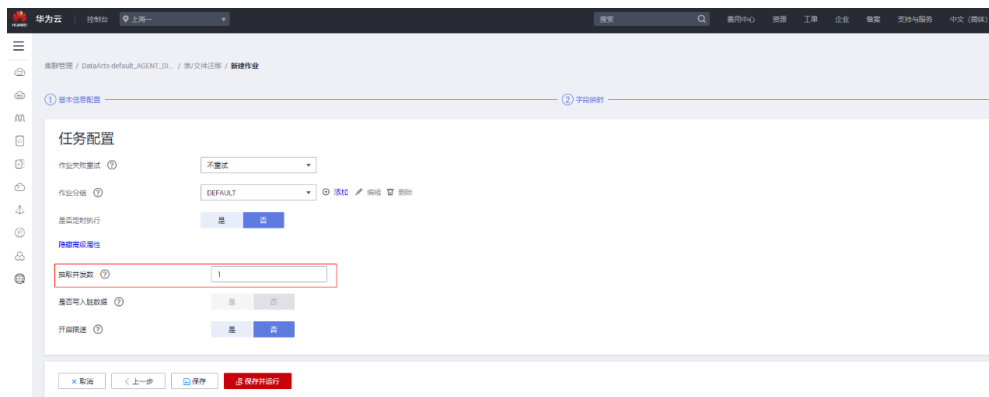 HUAWEI 华为云 控制台 上海一 搜索 费用中心 资源 工单 企业 备案 支持与服务 中文 (简体)
集群管理 / DataArts-default_AGENT_DI... / 表/文件迁移 / 新建作业
1 基本信息配置 2 字段映射
任务配置
作业失败重试 ? 不重试
作业分组 ? DEFAULT 添加 编辑 删除
是否定时执行 是 否
隐藏高级属性
抽取并发数 ? 1
是否写入脏数据 ? 是 否
开启限速 ? 是 否
× 取消 < 上一步 保存 保存并运行